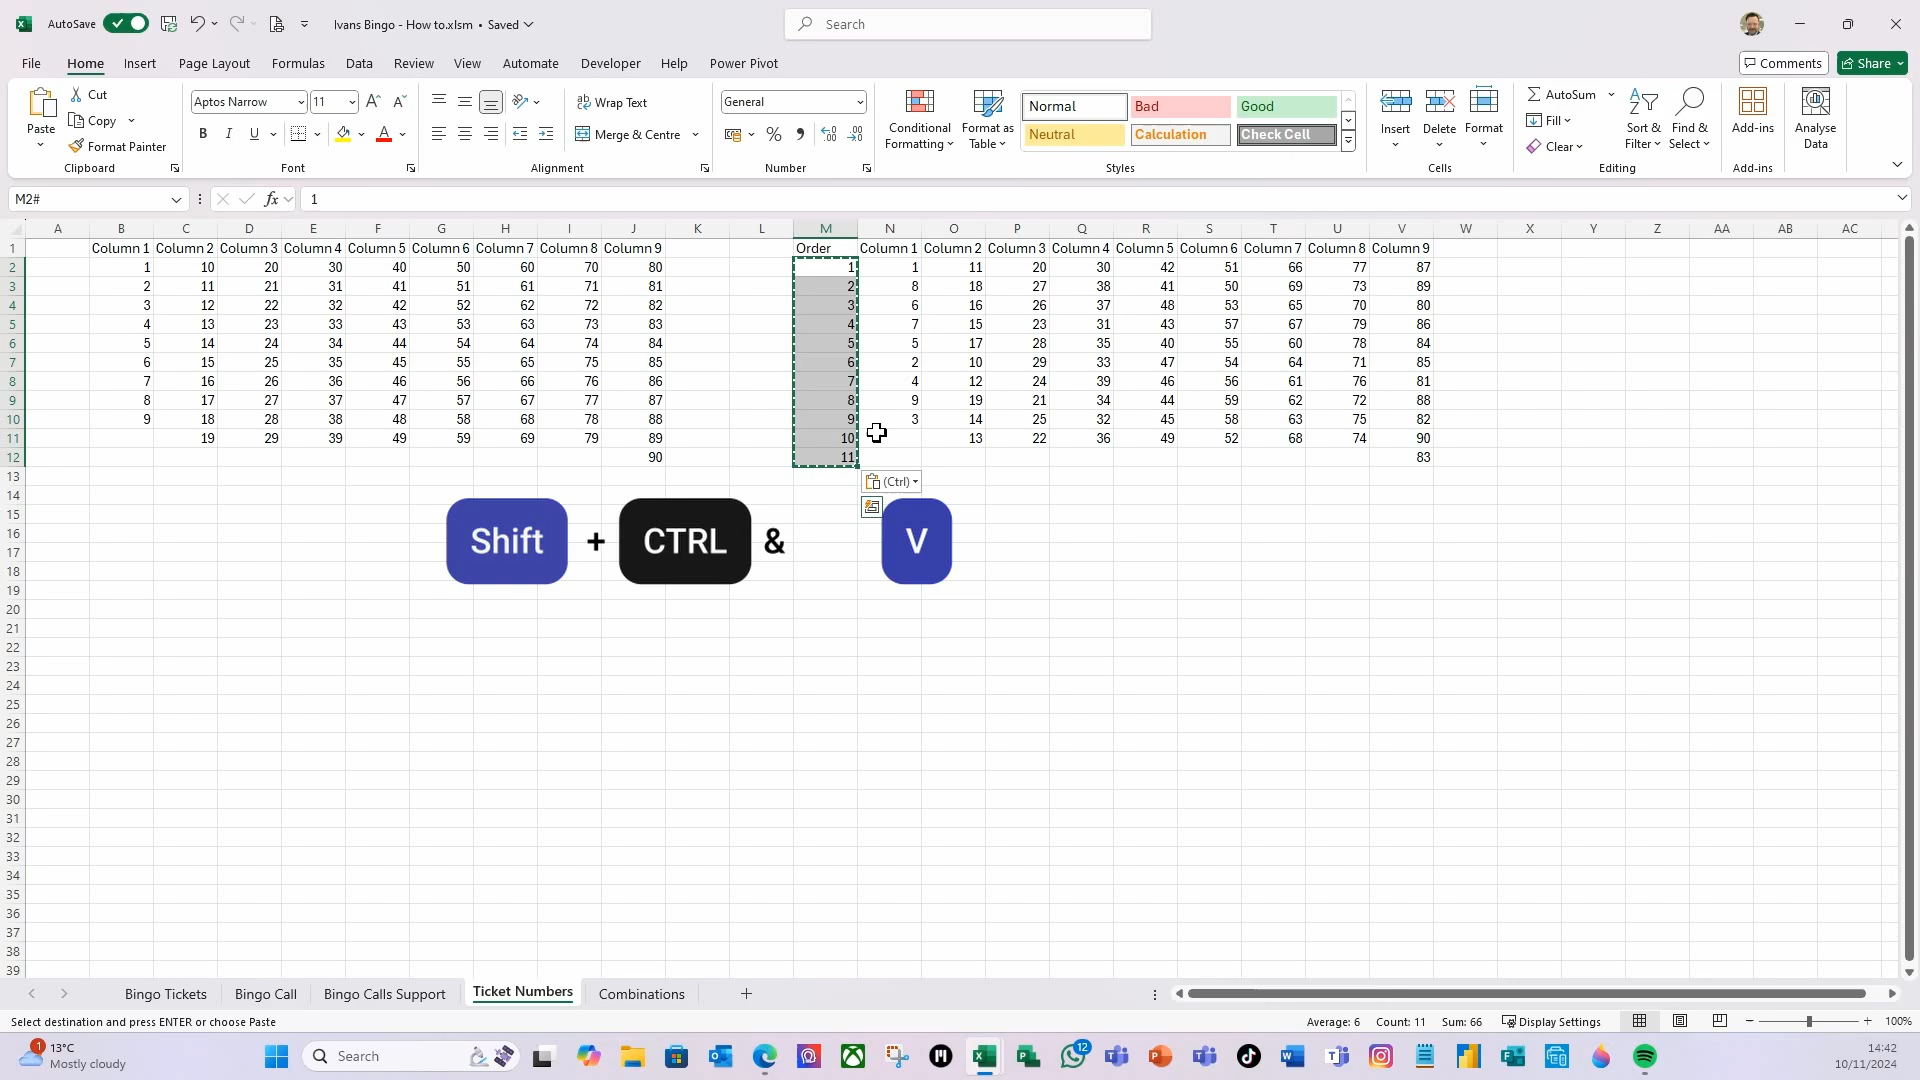 AutoSave
Ivans Bingo - How to.xlsm • Saved
Search
File Home Insert Page Layout Formulas Data Review View Automate Developer Help Power Pivot
Comments
Share
Paste
Cut
Copy
Format Painter
Clipboard
Aptos Narrow
11
B I U
Font
Wrap Text
Merge & Centre
Alignment
General
Number
Conditional
Formatting
Format as
Table
Normal Bad Good
Neutral Calculation Check Cell
Styles
Insert Delete Format
Cells
AutoSum
Fill
Clear
Sort &
Filter
Find &
Select
Editing
Add-ins
Add-ins
Analyse
Data
M2#
fx
1
A B C D E F G H I J K L M N O P Q R S T U V W X Y Z AA AB AC
1 Column 1 Column 2 Column 3 Column 4 Column 5 Column 6 Column 7 Column 8 Column 9 Order Column 1 Column 2 Column 3 Column 4 Column 5 Column 6 Column 7 Column 8 Column 9
2 1 10 20 30 40 50 60 70 80 1 1 11 20 30 42 51 66 77 87
3 2 11 21 31 41 51 61 71 81 2 8 18 27 38 41 50 69 73 89
4 3 12 22 32 42 52 62 72 82 3 6 16 26 37 48 53 65 70 80
5 4 13 23 33 43 53 63 73 83 4 7 15 23 31 43 57 67 79 86
6 5 14 24 34 44 54 64 74 84 5 5 17 28 35 40 55 60 78 84
7 6 15 25 35 45 55 65 75 85 6 2 10 29 33 47 54 64 71 85
8 7 16 26 36 46 56 66 76 86 7 4 12 24 39 46 56 61 76 81
9 8 17 27 37 47 57 67 77 87 8 9 19 21 34 44 59 62 72 88
10 9 18 28 38 48 58 68 78 88 9 3 14 25 32 45 58 63 75 82
11 19 29 39 49 59 69 79 89 10 13 22 36 49 52 68 74 90
12 90 11 83
13
(Ctrl)
14
15
16
Shift + CTRL & V
17
18
19
20
21
22
23
24
25
26
27
28
29
30
31
32
33
34
35
36
37
38
39
Bingo Tickets Bingo Call Bingo Calls Support Ticket Numbers Combinations
Select destination and press ENTER or choose Paste
Average: 6 Count: 11 Sum: 66 Display Settings 100%
1
13°C
Mostly cloudy
Search
12
14:42
10/11/2024